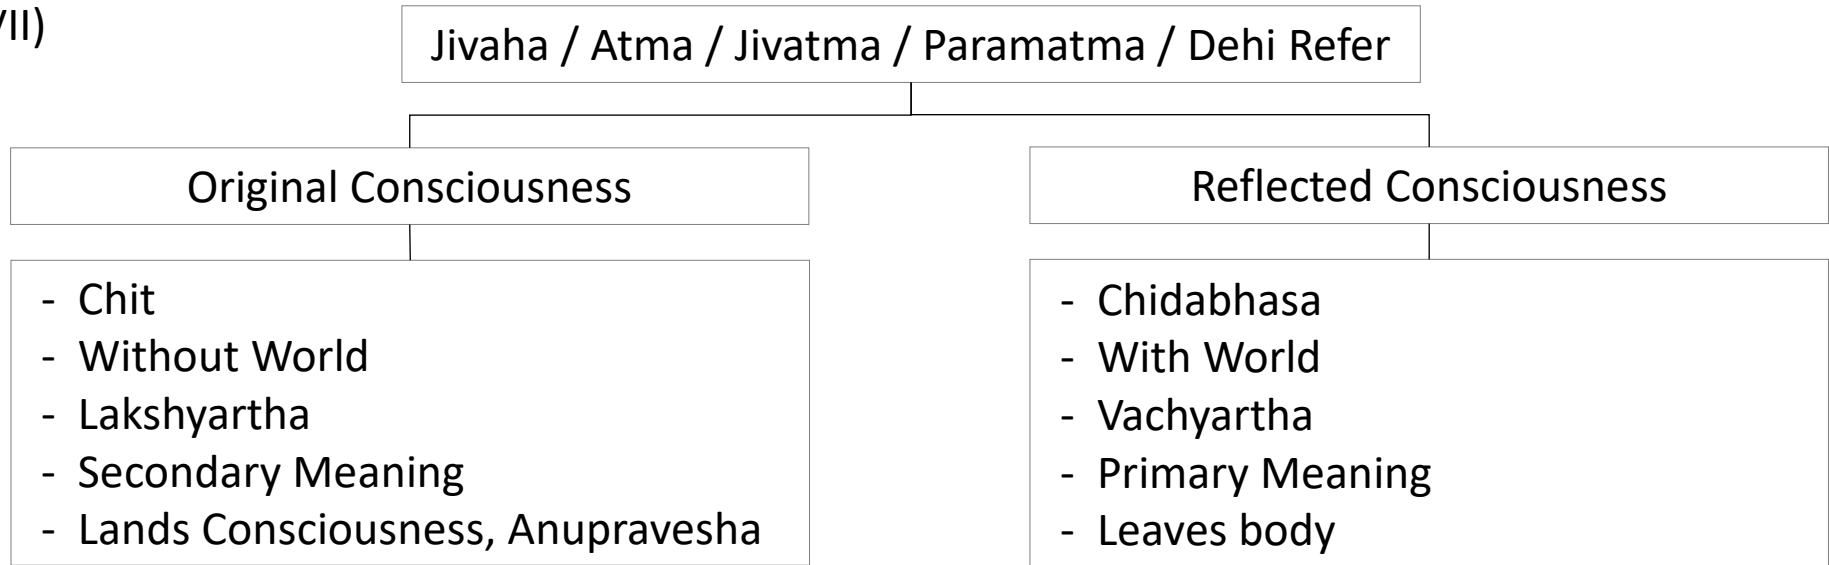 VII)
Jivaha / Atma / Jivatma / Paramatma / Dehi Refer
Original Consciousness
- Chit
- Without World
- Lakshyartha
- Secondary Meaning
- Lands Consciousness, Anupravesha
Reflected Consciousness
- Chidabhasa
- With World
- Vachyartha
- Primary Meaning
- Leaves body